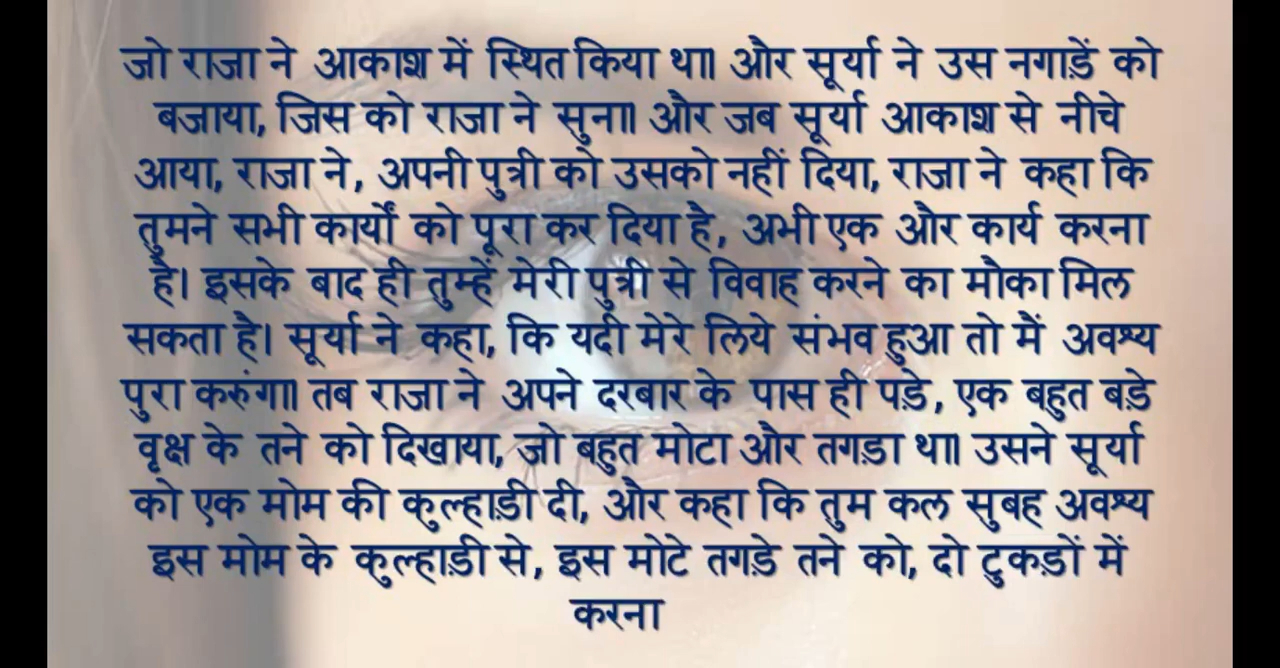 जो राजा ने आकाश में स्थित किया था। और सूर्या ने उस नगाडें को
बजाया, जिस को राजा ने सुना। और जब सूर्या आकाश से नीचे
आया, राजा ने, अपनी पुत्री को उसको नहीं दिया, राजा ने कहा कि
तुमने सभी कार्यों को पूरा कर दिया है, अभी एक और कार्य करना
है। इसके बाद ही तुम्हें मेरी पुत्री से विवाह करने का मौका मिल
सकता है। सूर्या ने कहा, कि यदी मेरे लिये संभव हुआ तो मैं अवश्य
पुरा करुंगा। तब राजा ने अपने दरबार के पास ही पड़े, एक बहुत बड़े
वृक्ष के तने को दिखाया, जो बहुत मोटा और तगड़ा था। उसने सूर्या
को एक मोम की कुल्हाड़ी दी, और कहा कि तुम कल सुबह अवश्य
इस मोम के कुल्हाड़ी से, इस मोटे तगड़े तने को, दो टुकड़ों में
करना